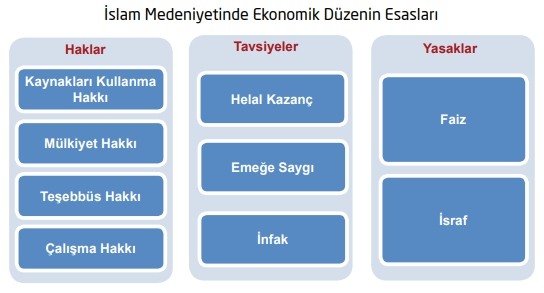 İslam Medeniyetinde Ekonomik Düzenin Esasları
Haklar
Kaynakları Kullanma
Hakkı
Mülkiyet Hakkı
Teşebbüs Hakkı
Çalışma Hakkı
Tavsiyeler
Helal Kazanç
Emeğe Saygı
İnfak
Yasaklar
Faiz
İsraf